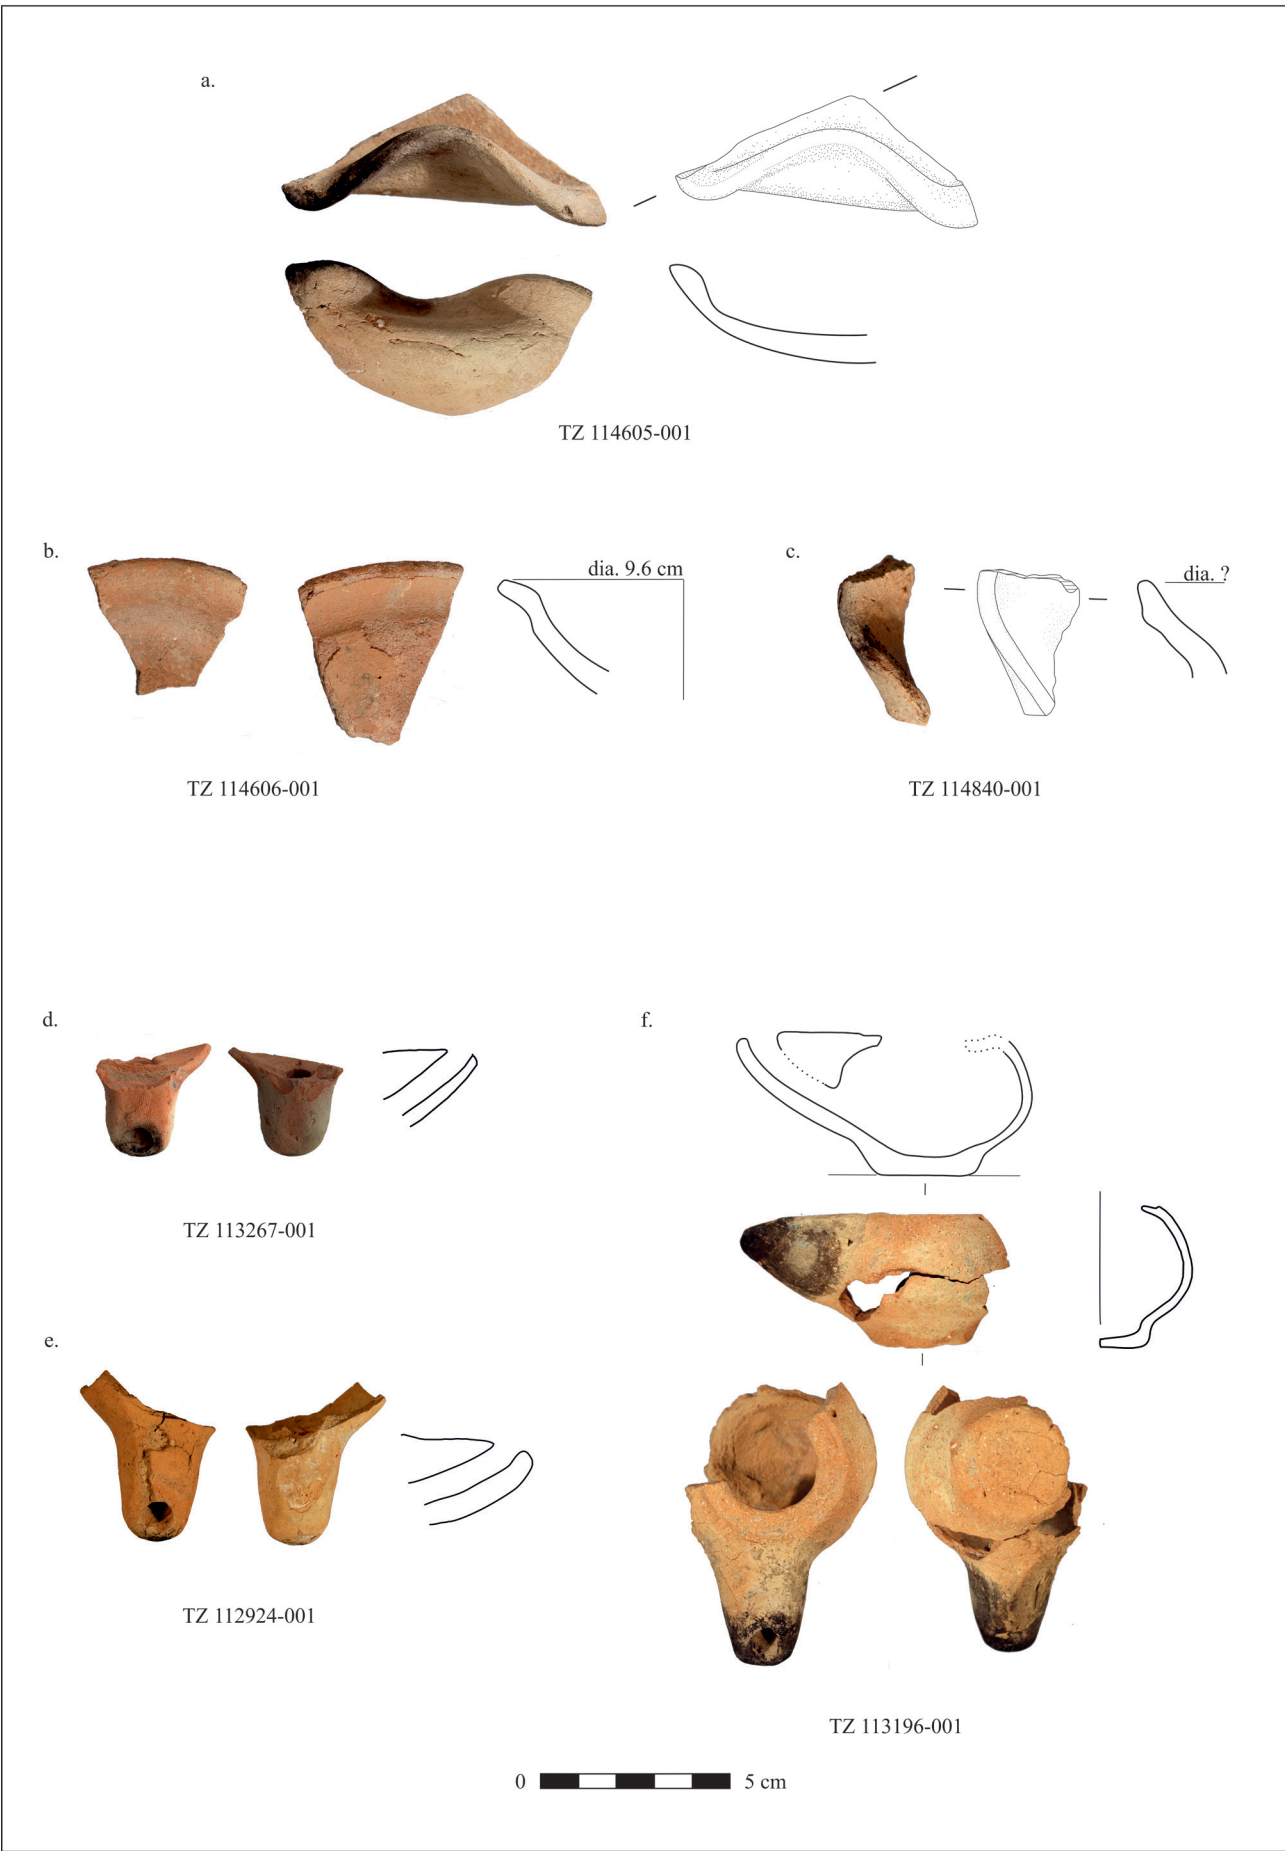 a.
TZ 114605-001
b.
dia. 9.6 cm
TZ 114606-001
c.
dia. ?
TZ 114840-001
d.
TZ 113267-001
e.
TZ 112924-001
f.
TZ 113196-001
0 5 cm